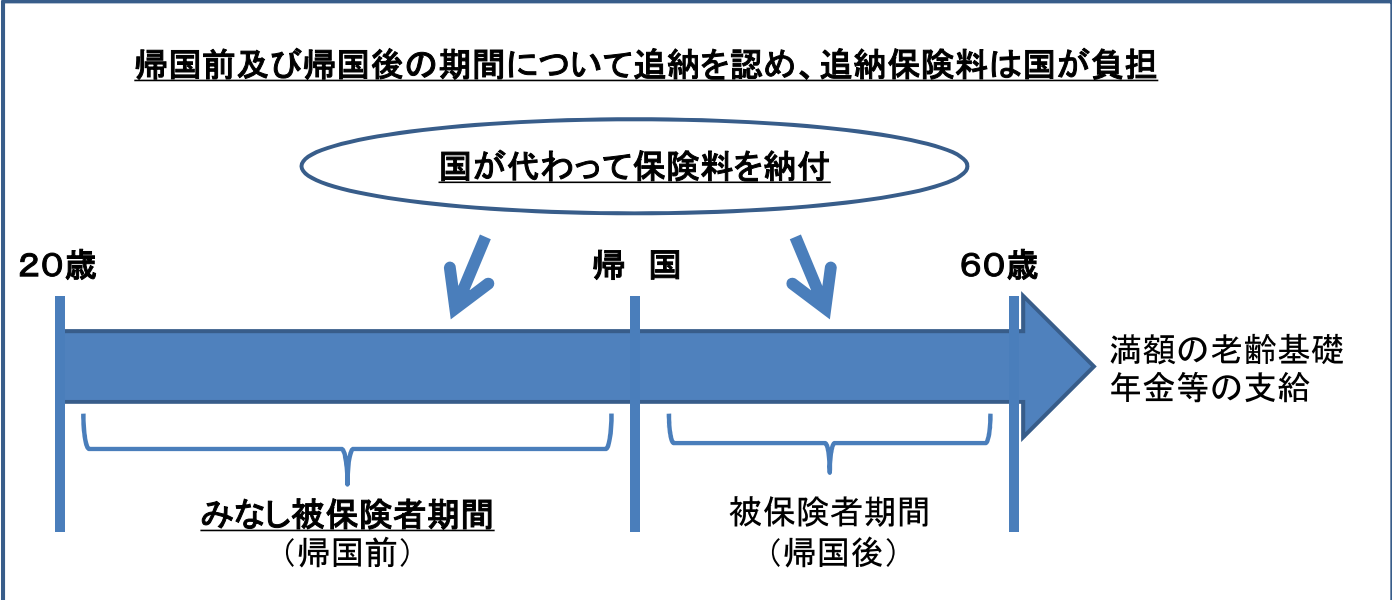 帰国前及び帰国後の期間について追納を認め、追納保険料は国が負担
国が代わって保険料を納付
20歳
帰 国
60歳
満額の老齢基礎
年金等の支給
みなし被保険者期間
（帰国前）
被保険者期間
（帰国後）